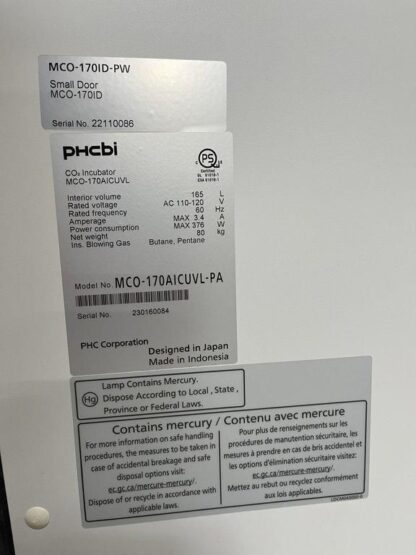 MCO-170ID-PW
Small Door
MCO-170ID
Serial No. 22110086
PHCbi
CO₂ Incubator
MCO-170AICUVL
Interior volume 165 L
Rated voltage AC 110-120 V
Rated frequency 60 Hz
Amperage MAX 3.4 A
Power consumption MAX 376 W
Net weight 80 kg
Ins. Blowing Gas Butane, Pentane
PS
Certified
Model No. MCO-170AICUVL-PA
Serial No. 230160084
PHC Corporation
Designed in Japan
Made in Indonesia
Hg
Lamp Contains Mercury.
Dispose According to Local , State ,
Province or Federal Laws.
Contains mercury / Contenu avec mercure
For more information on safe handling
procedures, the measures to be taken in
case of accidental breakage and safe
disposal options visit:
ec.gc.ca/mercure-mercury/.
Dispose of or recycle in accordance with
applicable laws.
Pour plus de renseignements sur les
procédures de manutention sécuritaire, les
mesures à prendre en cas de bris accidentel et
les options d'élimination sécuritaire visitez:
ec.gc.ca/mercure-mercury/.
Mettez au rebut ou recyclez conformément
aux lois applicables.